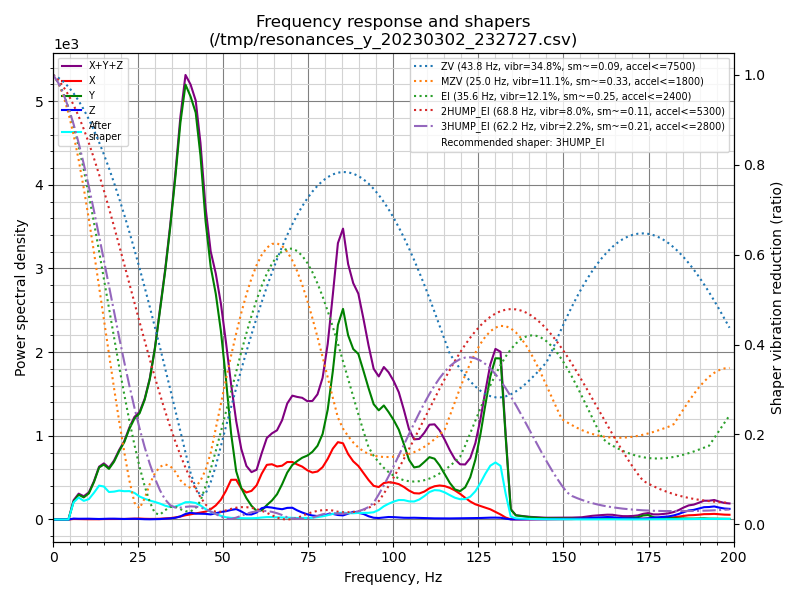 Frequency response and shapers
(/tmp/resonances_y_20230302_232727.csv)
1e3
X+Y+Z
X
Y
Z
After
shaper
ZV (43.8 Hz, vibr=34.8%, sm~=0.09, accel<=7500)
MZV (25.0 Hz, vibr=11.1%, sm~=0.33, accel<=1800)
EI (35.6 Hz, vibr=12.1%, sm~=0.25, accel<=2400)
2HUMP_EI (68.8 Hz, vibr=8.0%, sm~=0.11, accel<=5300)
3HUMP_EI (62.2 Hz, vibr=2.2%, sm~=0.21, accel<=2800)
Recommended shaper: 3HUMP_EI
Power spectral density
5
4
3
2
1
0
1.0
0.8
0.6
0.4
0.2
0.0
Shaper vibration reduction (ratio)
0 25 50 75 100 125 150 175 200
Frequency, Hz